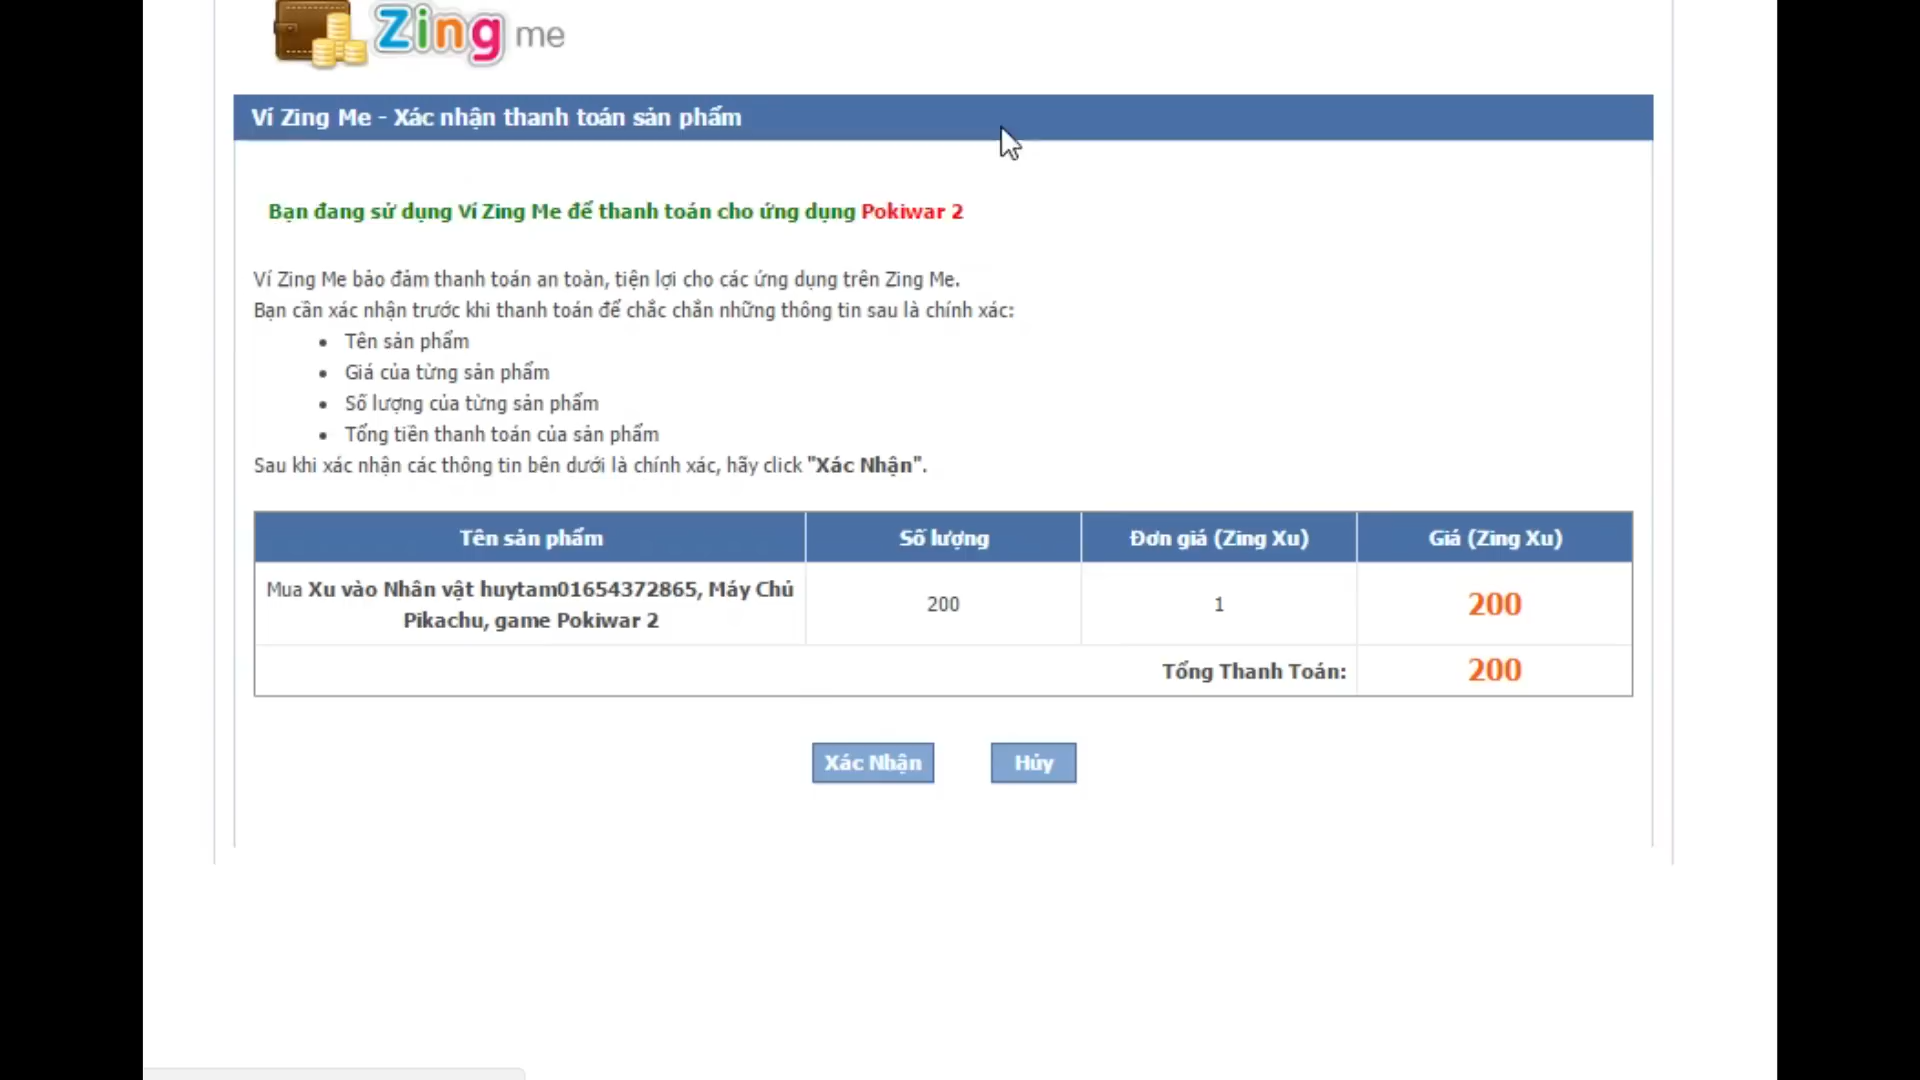 Zing me
Ví Zing Me - Xác nhận thanh toán sản phẩm
Bạn đang sử dụng Ví Zing Me để thanh toán cho ứng dụng Pokiwar 2
Ví Zing Me bảo đảm thanh toán an toàn, tiện lợi cho các ứng dụng trên Zing Me.
Bạn cần xác nhận trước khi thanh toán để chắc chắn những thông tin sau là chính xác:
• Tên sản phẩm
• Giá của từng sản phẩm
• Số lượng của từng sản phẩm
• Tổng tiền thanh toán của sản phẩm
Sau khi xác nhận các thông tin bên dưới là chính xác, hãy click "Xác Nhận".
Tên sản phẩm Số lượng Đơn giá (Zing Xu) Giá (Zing Xu)
Mua Xu vào Nhân vật huytam01654372865, Máy Chủ
Pikachu, game Pokiwar 2
200 1 200
Tổng Thanh Toán: 200
Xác Nhận Hủy